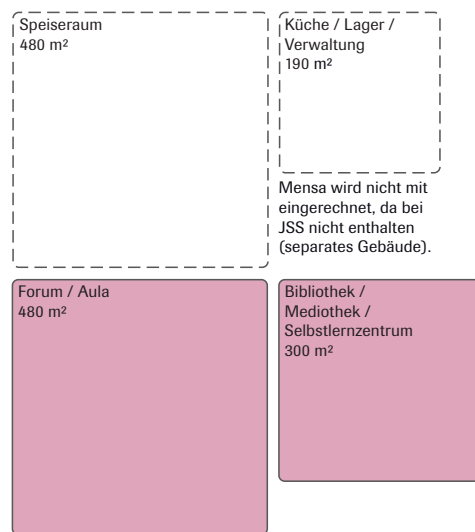 Speiseraum
480 m²
Küche / Lager /
Verwaltung
190 m²
Mensa wird nicht mit
eingerechnet, da bei
JSS nicht enthalten
(separates Gebäude).
Forum / Aula
480 m²
Bibliothek /
Mediothek /
Selbstlernzentrum
300 m²